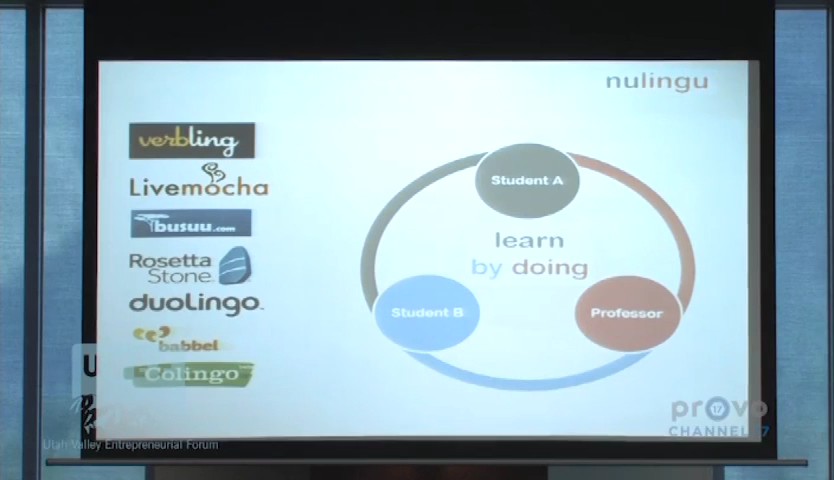 nulingu
verbling
Livemocha
busuu.com
Rosetta
Stone
duoLingo
babbel
Colingo
Student A
learn
by doing
Student B
Professor
provo
17
CHANNEL 17
Utah Valley Entrepreneurial Forum